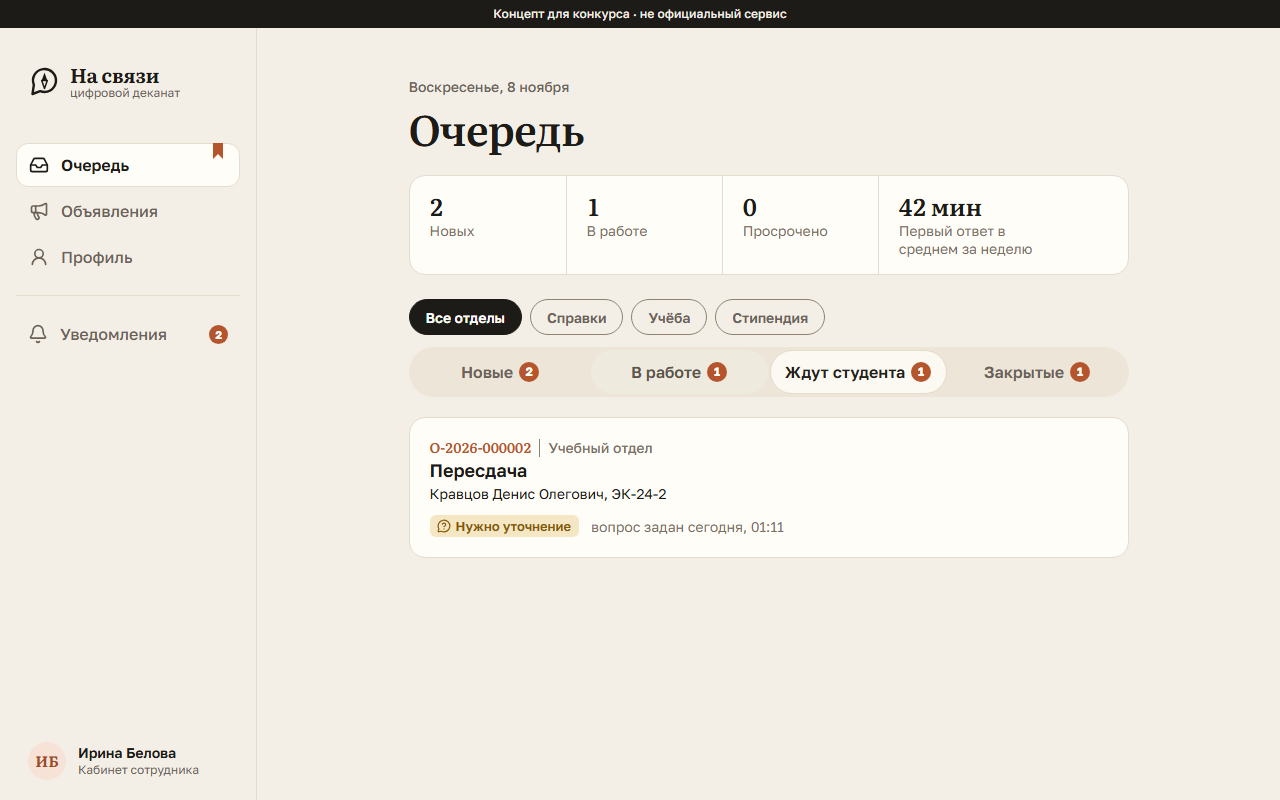 Концепт для конкурса · не официальный сервис
На связи
цифровой деканат
Очередь
Объявления
Профиль
Уведомления 2
ИБ
Ирина Белова
Кабинет сотрудника
Воскресенье, 8 ноября
Очередь
2
Новых
1
В работе
0
Просрочено
42 мин
Первый ответ в
среднем за неделю
Все отделы Справки Учёба Стипендия
Новые 2 В работе 1 Ждут студента 1 Закрытые 1
О-2026-000002 Учебный отдел
Пересдача
Кравцов Денис Олегович, ЭК-24-2
Нужно уточнение вопрос задан сегодня, 01:11